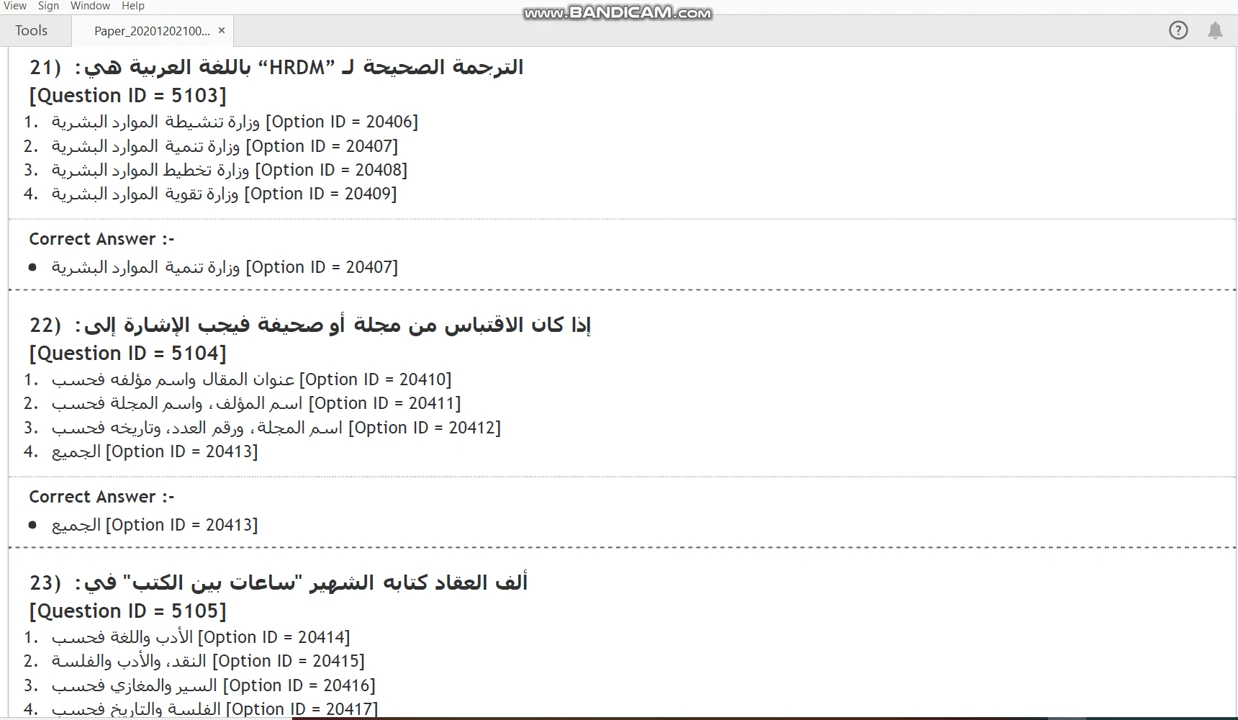 View Sign Window Help
www.BANDICAM.com
Tools Paper_20201202100... ×
21) الترجمة الصحيحة لـ ”HRDM“ باللغة العربية هي:
[Question ID = 5103]
1. وزارة تنشيطة الموارد البشرية [Option ID = 20406]
2. وزارة تنمية الموارد البشرية [Option ID = 20407]
3. وزارة تخطيط الموارد البشرية [Option ID = 20408]
4. وزارة تقوية الموارد البشرية [Option ID = 20409]
Correct Answer :-
● وزارة تنمية الموارد البشرية [Option ID = 20407]
22) إذا كان الاقتباس من مجلة أو صحيفة فيجب الإشارة إلى:
[Question ID = 5104]
1. عنوان المقال واسم مؤلفه فحسب [Option ID = 20410]
2. اسم المؤلف، واسم المجلة فحسب [Option ID = 20411]
3. اسم المجلة، ورقم العدد، وتاريخه فحسب [Option ID = 20412]
4. الجميع [Option ID = 20413]
Correct Answer :-
● الجميع [Option ID = 20413]
23) ألف العقاد كتابه الشهير "ساعات بين الكتب" في:
[Question ID = 5105]
1. الأدب واللغة فحسب [Option ID = 20414]
2. النقد، والأدب والفلسة [Option ID = 20415]
3. السير والمغازي فحسب [Option ID = 20416]
4. الفلسة والتاريخ فحسب [Option ID = 20417]